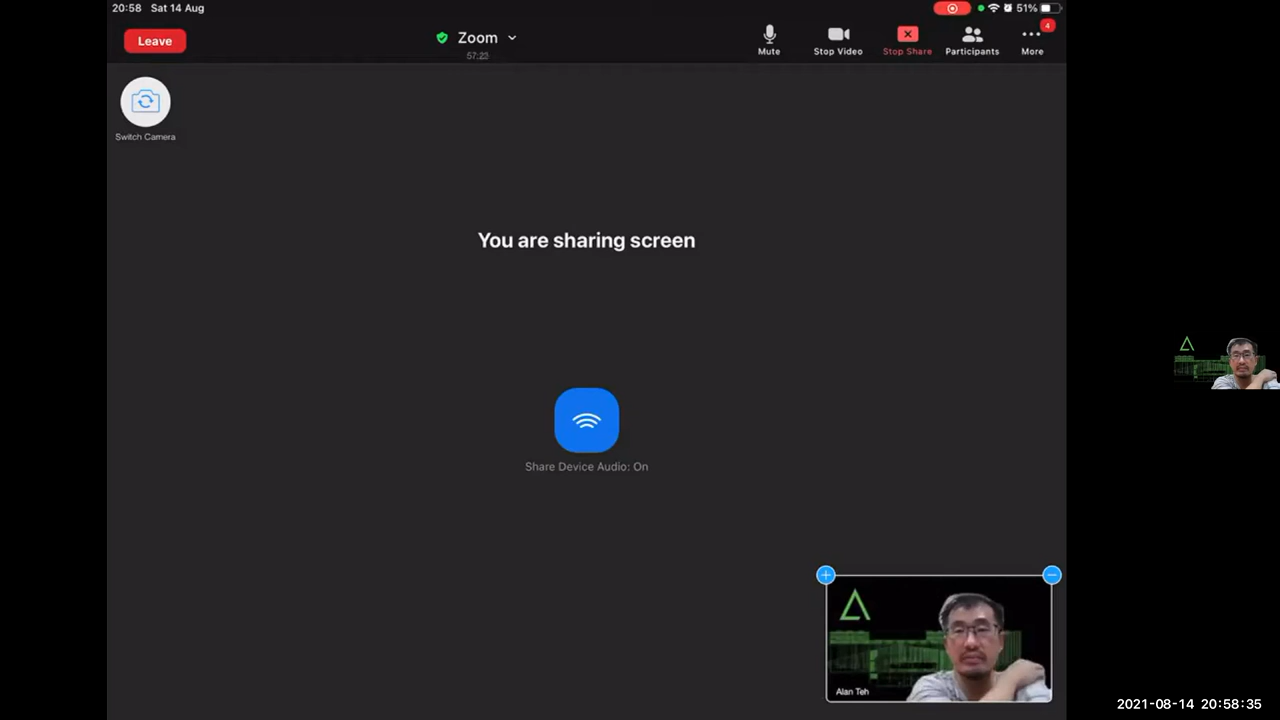 20:58 Sat 14 Aug
51%
Leave
Zoom
57:23
Mute
Stop Video
Stop Share
Participants
4
More
Switch Camera
You are sharing screen
Share Device Audio: On
Alan Teh
2021-08-14 20:58:35